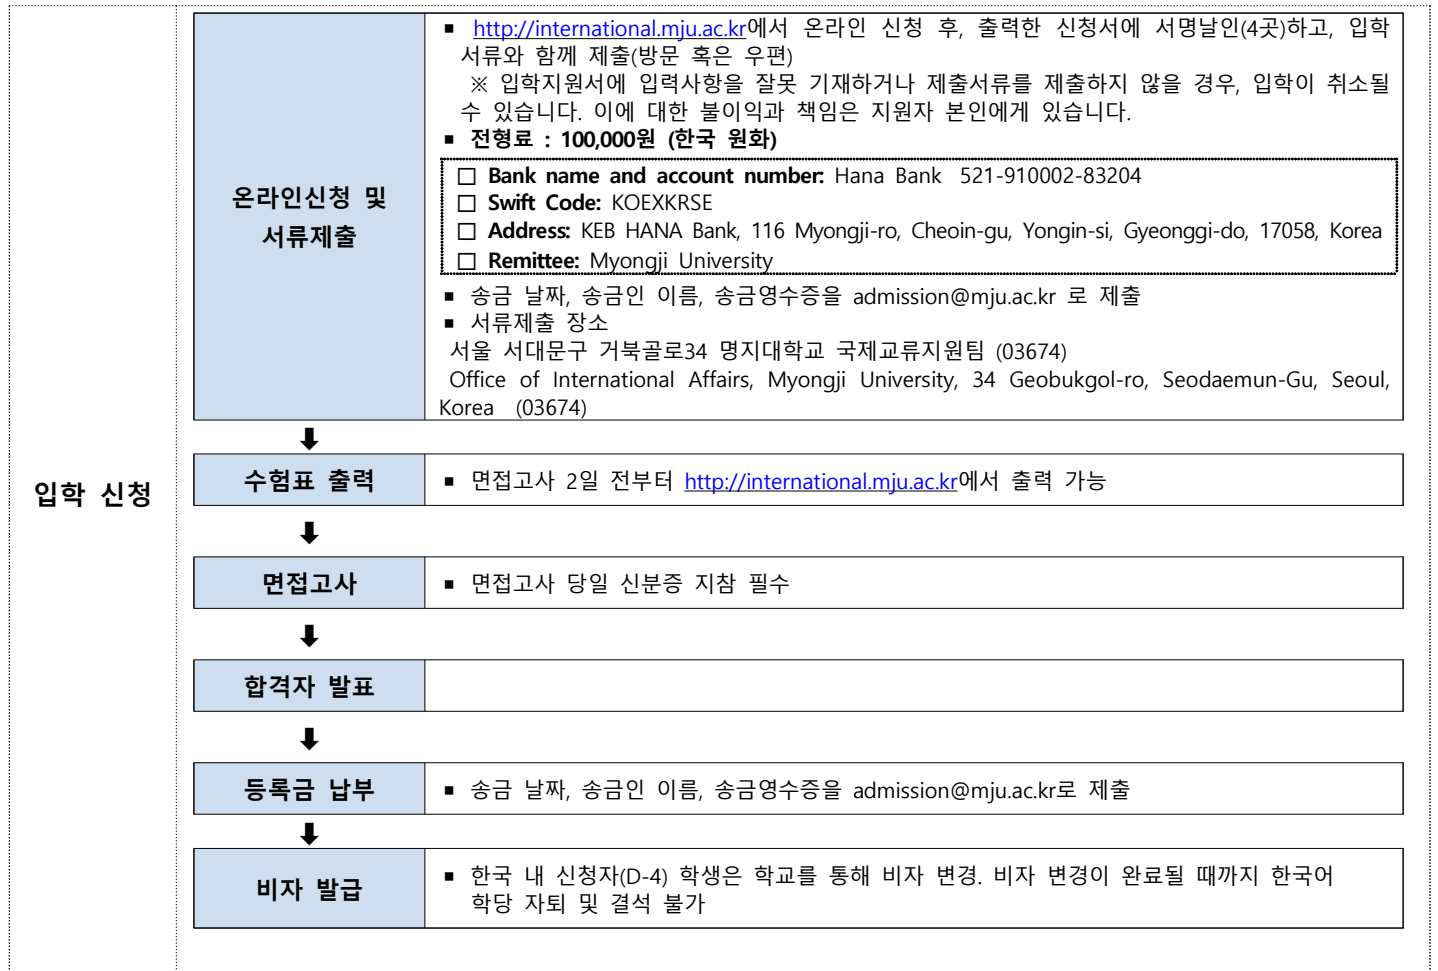 입학 신청
온라인신청 및
서류제출
▪ http://international.mju.ac.kr에서 온라인 신청 후, 출력한 신청서에 서명날인(4곳)하고, 입학
서류와 함께 제출(방문 혹은 우편)
※ 입학지원서에 입력사항을 잘못 기재하거나 제출서류를 제출하지 않을 경우, 입학이 취소될
수 있습니다. 이에 대한 불이익과 책임은 지원자 본인에게 있습니다.
▪ 전형료 : 100,000원 (한국 원화)
□ Bank name and account number: Hana Bank 521-910002-83204
□ Swift Code: KOEXKRSE
□ Address: KEB HANA Bank, 116 Myongji-ro, Cheoin-gu, Yongin-si, Gyeonggi-do, 17058, Korea
□ Remittee: Myongji University
▪ 송금 날짜, 송금인 이름, 송금영수증을 admission@mju.ac.kr 로 제출
▪ 서류제출 장소
서울 서대문구 거북골로34 명지대학교 국제교류지원팀 (03674)
Office of International Affairs, Myongji University, 34 Geobukgol-ro, Seodaemun-Gu, Seoul,
Korea (03674)
수험표 출력
▪ 면접고사 2일 전부터 http://international.mju.ac.kr에서 출력 가능
면접고사
▪ 면접고사 당일 신분증 지참 필수
합격자 발표
등록금 납부
▪ 송금 날짜, 송금인 이름, 송금영수증을 admission@mju.ac.kr로 제출
비자 발급
▪ 한국 내 신청자(D-4) 학생은 학교를 통해 비자 변경. 비자 변경이 완료될 때까지 한국어
학당 자퇴 및 결석 불가